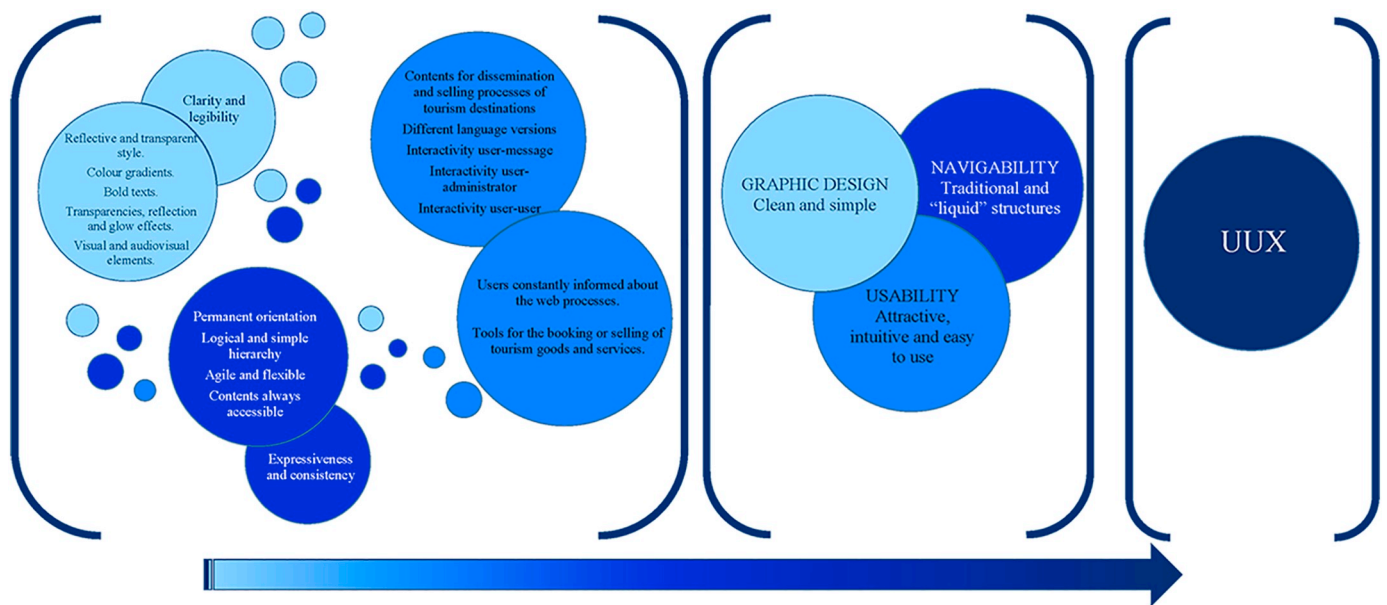 Clarity and
legibility
Reflective and transparent
style.
Colour gradients.
Bold texts.
Transparencies, reflection
and glow effects.
Visual and audiovisual
elements.
Permanent orientation
Logical and simple
hierarchy
Agile and flexible
Contents always
accessible
Expressiveness
and consistency
Contents for dissemination
and selling processes of
tourism destinations
Different language versions
Interactivity user-message
Interactivity user-
administrator
Interactivity user-user
Users constantly informed about
the web processes.
Tools for the booking or selling of
tourism goods and services.
GRAPHIC DESIGN
Clean and simple
NAVIGABILITY
Traditional and
“liquid” structures
USABILITY
Attractive,
intuitive and easy
to use
UUX